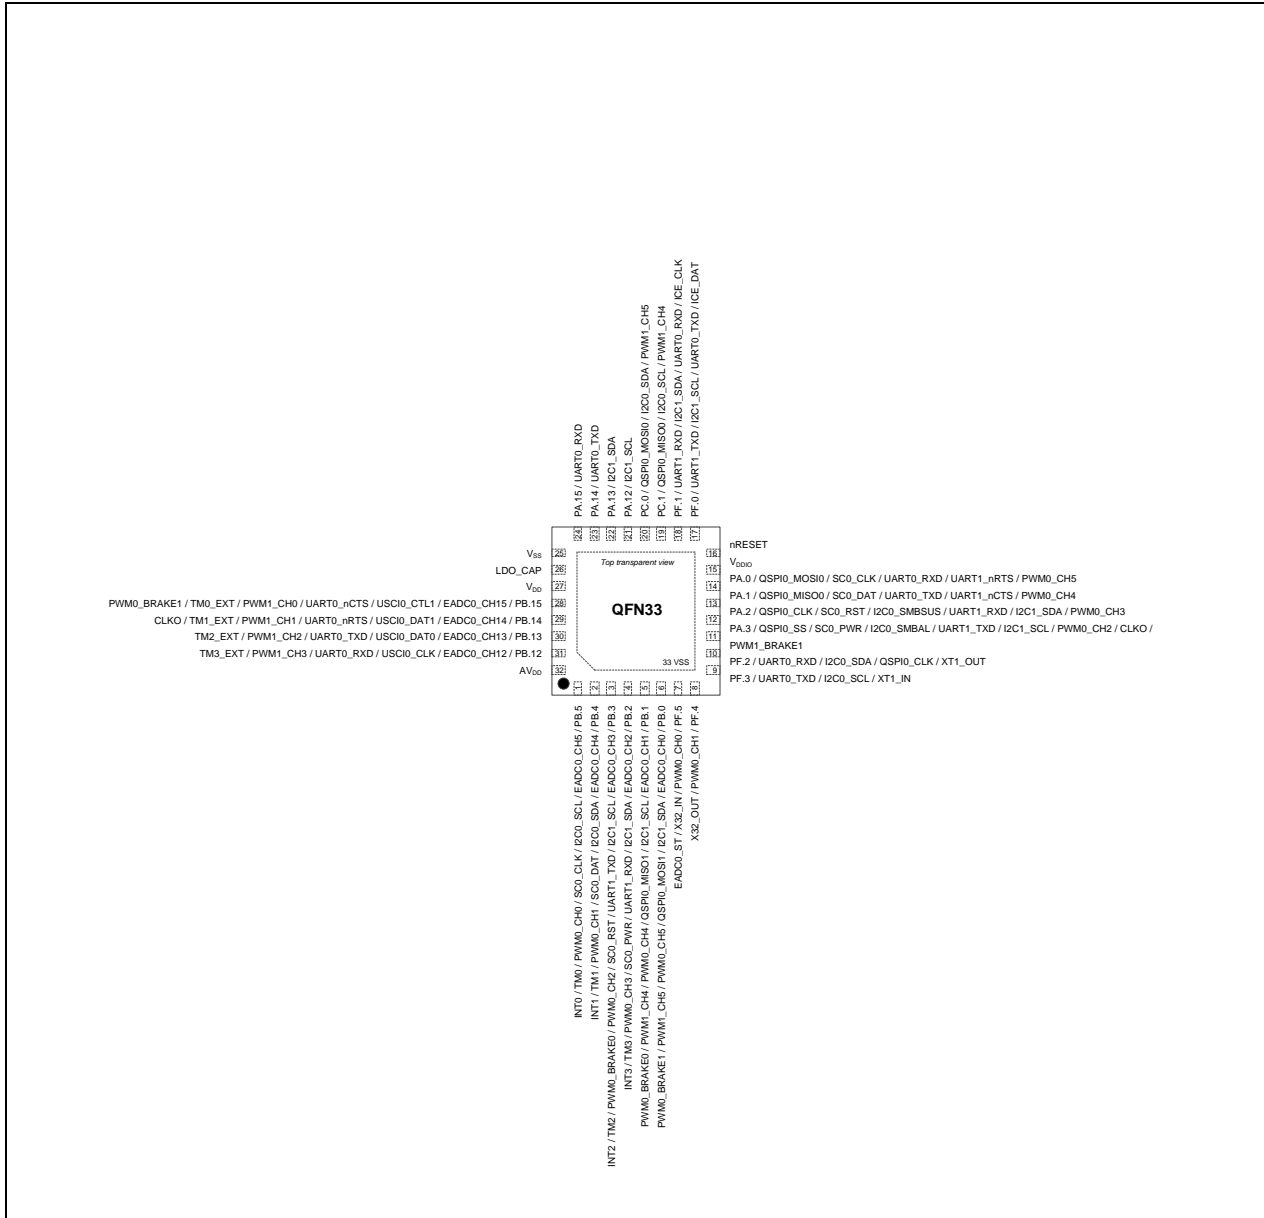 PA.15 / UART0_RXD
PA.14 / UART0_TXD
PA.13 / I2C1_SDA
PA.12 / I2C1_SCL
PC.0 / QSPI0_MOSI0 / I2C0_SDA / PWM1_CH5
PC.1 / QSPI0_MISO0 / I2C0_SCL / PWM1_CH4
PF.1 / UART1_RXD / I2C1_SDA / UART0_RXD / ICE_CLK
PF.0 / UART1_TXD / I2C1_SCL / UART0_TXD / ICE_DAT
24
23
22
21
20
19
18
17
VSS
LDO_CAP
VDD
PWM0_BRAKE1 / TM0_EXT / PWM1_CH0 / UART0_nCTS / USCI0_CTL1 / EADC0_CH15 / PB.15
CLKO / TM1_EXT / PWM1_CH1 / UART0_nRTS / USCI0_DAT1 / EADC0_CH14 / PB.14
TM2_EXT / PWM1_CH2 / UART0_TXD / USCI0_DAT0 / EADC0_CH13 / PB.13
TM3_EXT / PWM1_CH3 / UART0_RXD / USCI0_CLK / EADC0_CH12 / PB.12
AVDD
25
26
27
28
29
30
31
32
Top transparent view
QFN33
33 VSS
16
15
14
13
12
11
10
9
nRESET
VDDIO
PA.0 / QSPI0_MOSI0 / SC0_CLK / UART0_RXD / UART1_nRTS / PWM0_CH5
PA.1 / QSPI0_MISO0 / SC0_DAT / UART0_TXD / UART1_nCTS / PWM0_CH4
PA.2 / QSPI0_CLK / SC0_RST / I2C0_SMBSUS / UART1_RXD / I2C1_SDA / PWM0_CH3
PA.3 / QSPI0_SS / SC0_PWR / I2C0_SMBAL / UART1_TXD / I2C1_SCL / PWM0_CH2 / CLKO /
PWM1_BRAKE1
PF.2 / UART0_RXD / I2C0_SDA / QSPI0_CLK / XT1_OUT
PF.3 / UART0_TXD / I2C0_SCL / XT1_IN
1
2
3
4
5
6
7
8
INT0 / TM0 / PWM0_CH0 / SC0_CLK / I2C0_SCL / EADC0_CH5 / PB.5
INT1 / TM1 / PWM0_CH1 / SC0_DAT / I2C0_SDA / EADC0_CH4 / PB.4
INT2 / TM2 / PWM0_BRAKE0 / PWM0_CH2 / SC0_RST / UART1_TXD / I2C1_SCL / EADC0_CH3 / PB.3
INT3 / TM3 / PWM0_CH3 / SC0_PWR / UART1_RXD / I2C1_SDA / EADC0_CH2 / PB.2
PWM0_BRAKE0 / PWM1_CH4 / PWM0_CH4 / QSPI0_MISO1 / I2C1_SCL / EADC0_CH1 / PB.1
PWM0_BRAKE1 / PWM1_CH5 / PWM0_CH5 / QSPI0_MOSI1 / I2C1_SDA / EADC0_CH0 / PB.0
EADC0_ST / X32_IN / PWM0_CH0 / PF.5
X32_OUT / PWM0_CH1 / PF.4